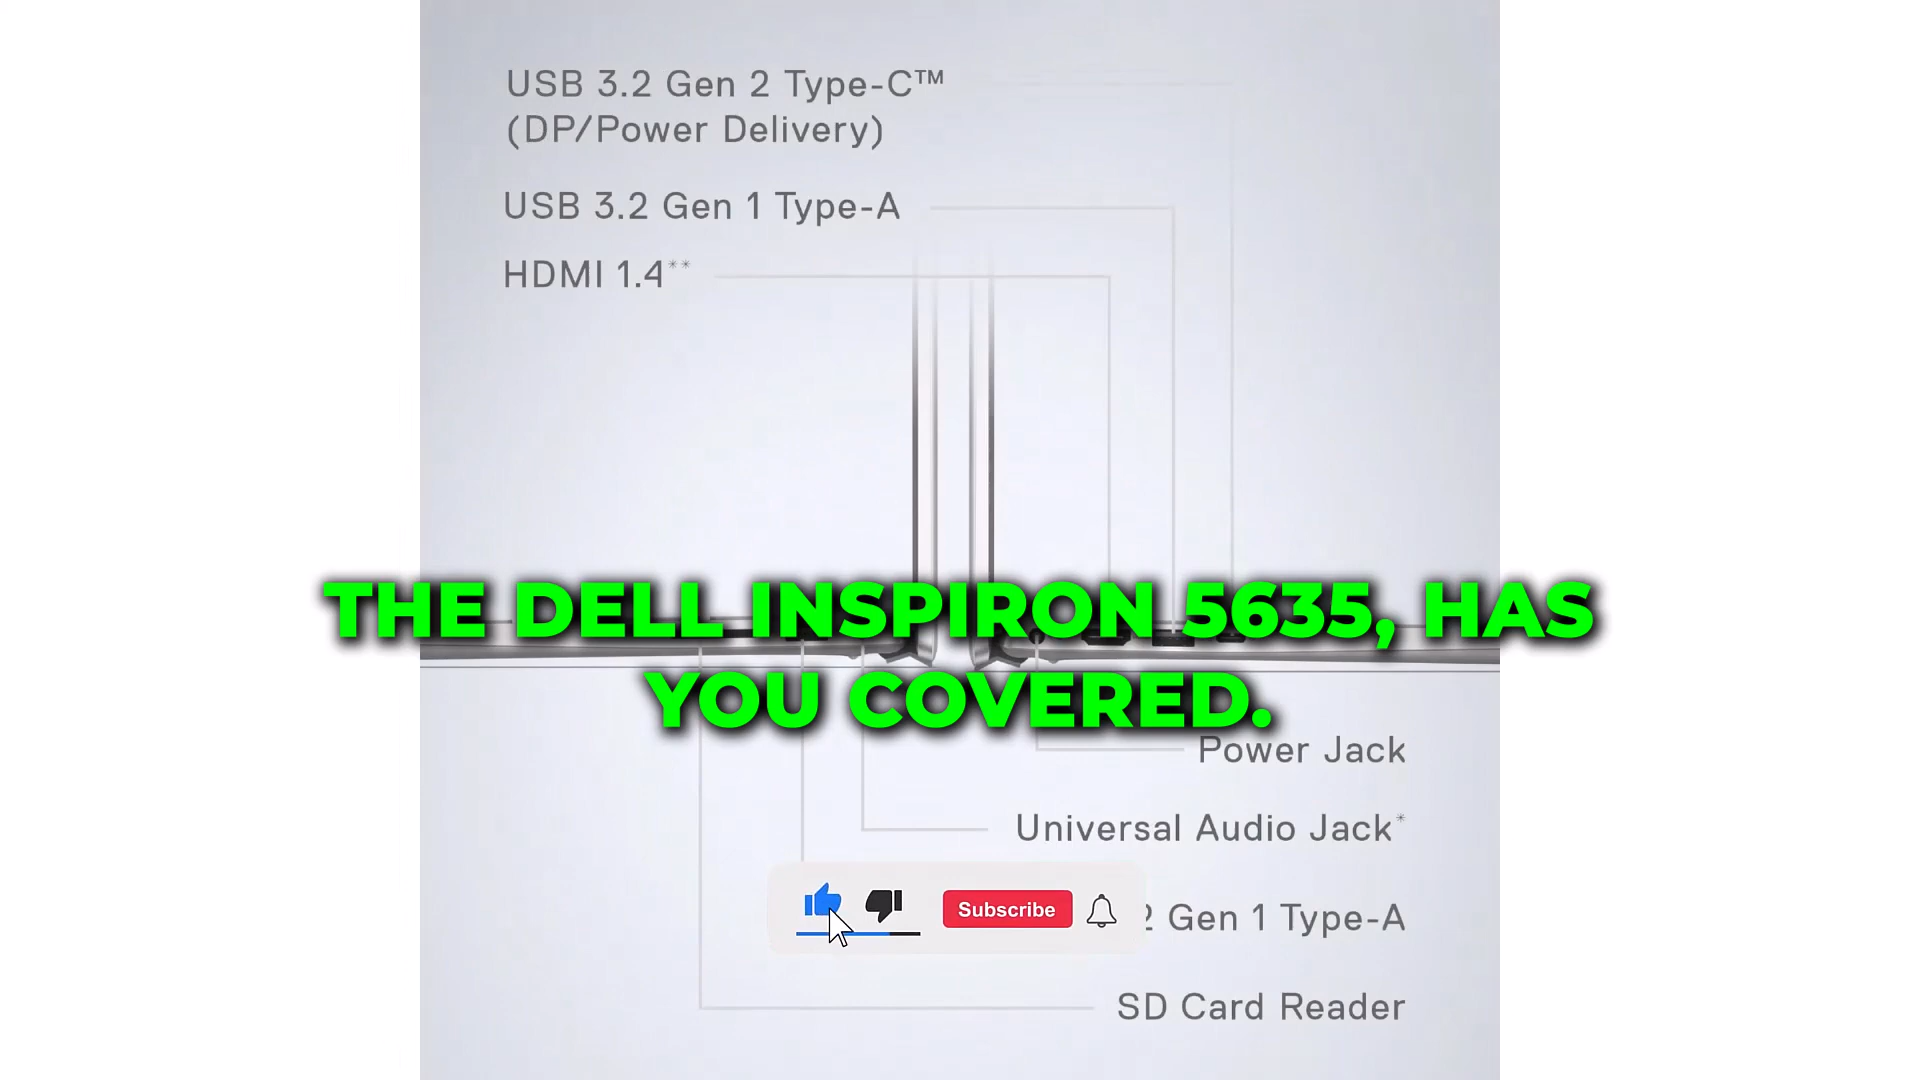 USB 3.2 Gen 2 Type-C™
(DP/Power Delivery)
USB 3.2 Gen 1 Type-A
HDMI 1.4**
THE DELL INSPIRON 5635, HAS
YOU COVERED.
Power Jack
Universal Audio Jack*
Subscribe
2 Gen 1 Type-A
SD Card Reader